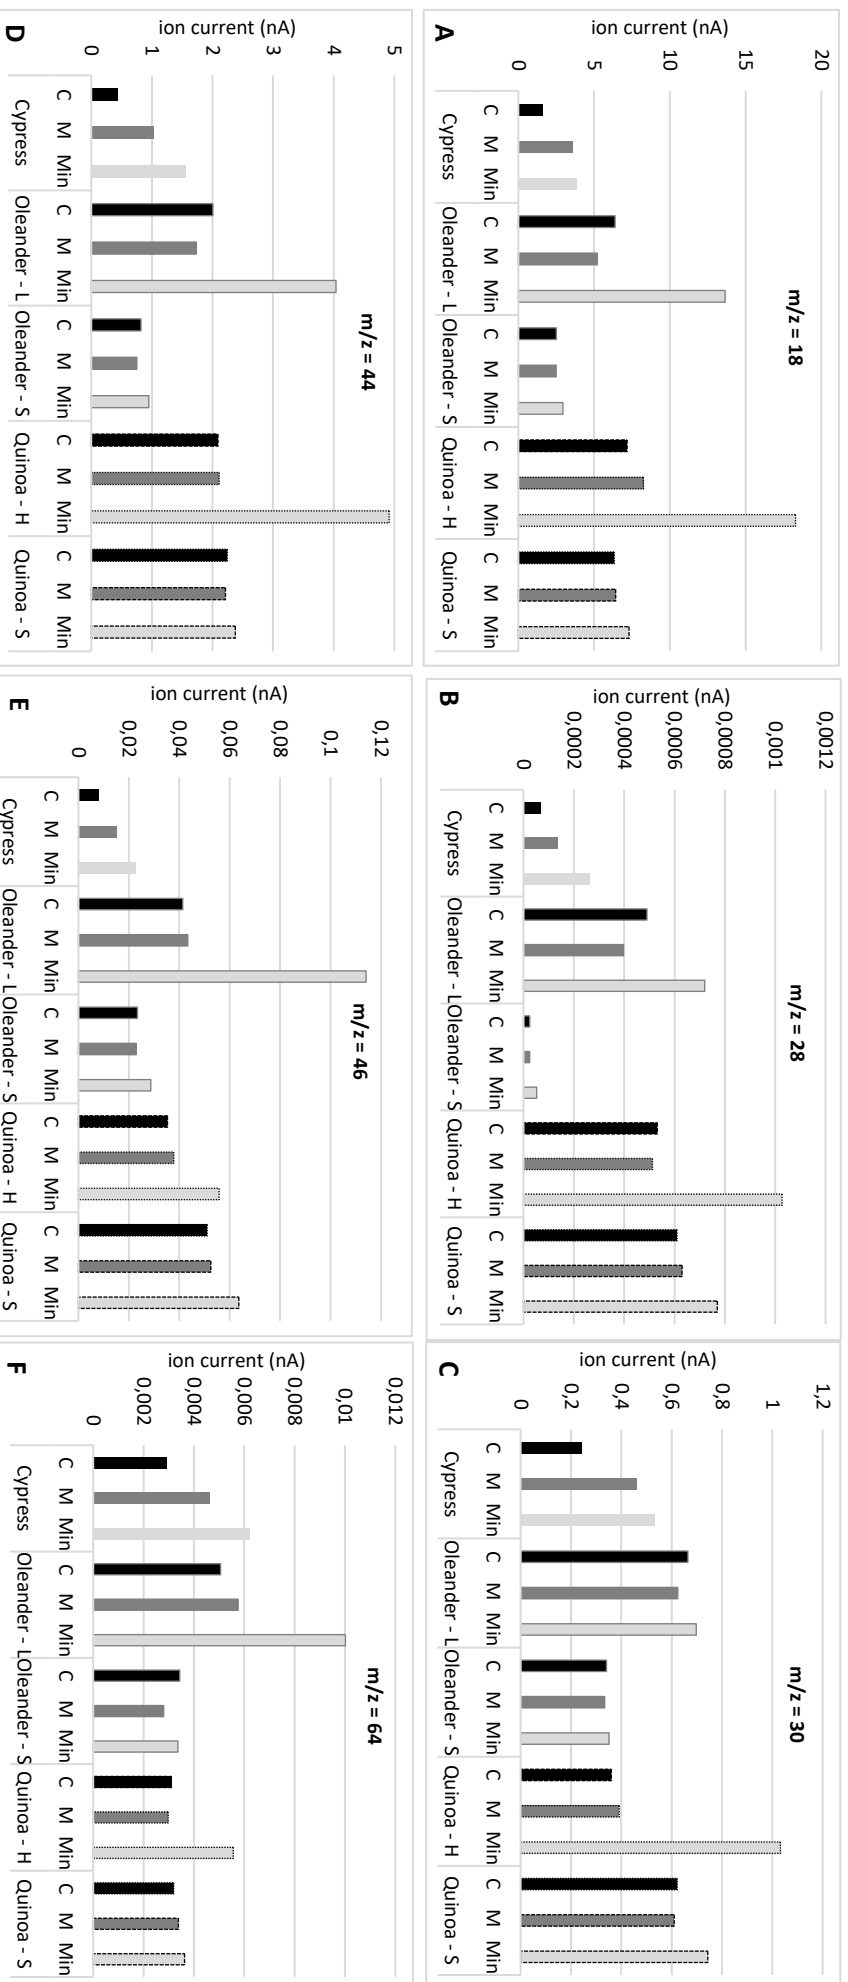 A
ion current (nA)
20
15
10
5
0
m/z = 18
C M Min C M Min C M Min C M Min C M Min
Cypress Oleander - L Oleander - S Quinoa - H Quinoa - S
B
ion current (nA)
0,0012
0,001
0,0008
0,0006
0,0004
0,0002
0
m/z = 28
C M Min C M Min C M Min C M Min C M Min
Cypress Oleander - L Oleander - S Quinoa - H Quinoa - S
C
ion current (nA)
1,2
1
0,8
0,6
0,4
0,2
0
m/z = 30
C M Min C M Min C M Min C M Min C M Min
Cypress Oleander - L Oleander - S Quinoa - H Quinoa - S
D
ion current (nA)
5
4
3
2
1
0
m/z = 44
C M Min C M Min C M Min C M Min C M Min
Cypress Oleander - L Oleander - S Quinoa - H Quinoa - S
E
ion current (nA)
0,12
0,1
0,08
0,06
0,04
0,02
0
m/z = 46
C M Min C M Min C M Min C M Min C M Min
Cypress Oleander - L Oleander - S Quinoa - H Quinoa - S
F
ion current (nA)
0,012
0,01
0,008
0,006
0,004
0,002
0
m/z = 64
C M Min C M Min C M Min C M Min C M Min
Cypress Oleander - L Oleander - S Quinoa - H Quinoa - S